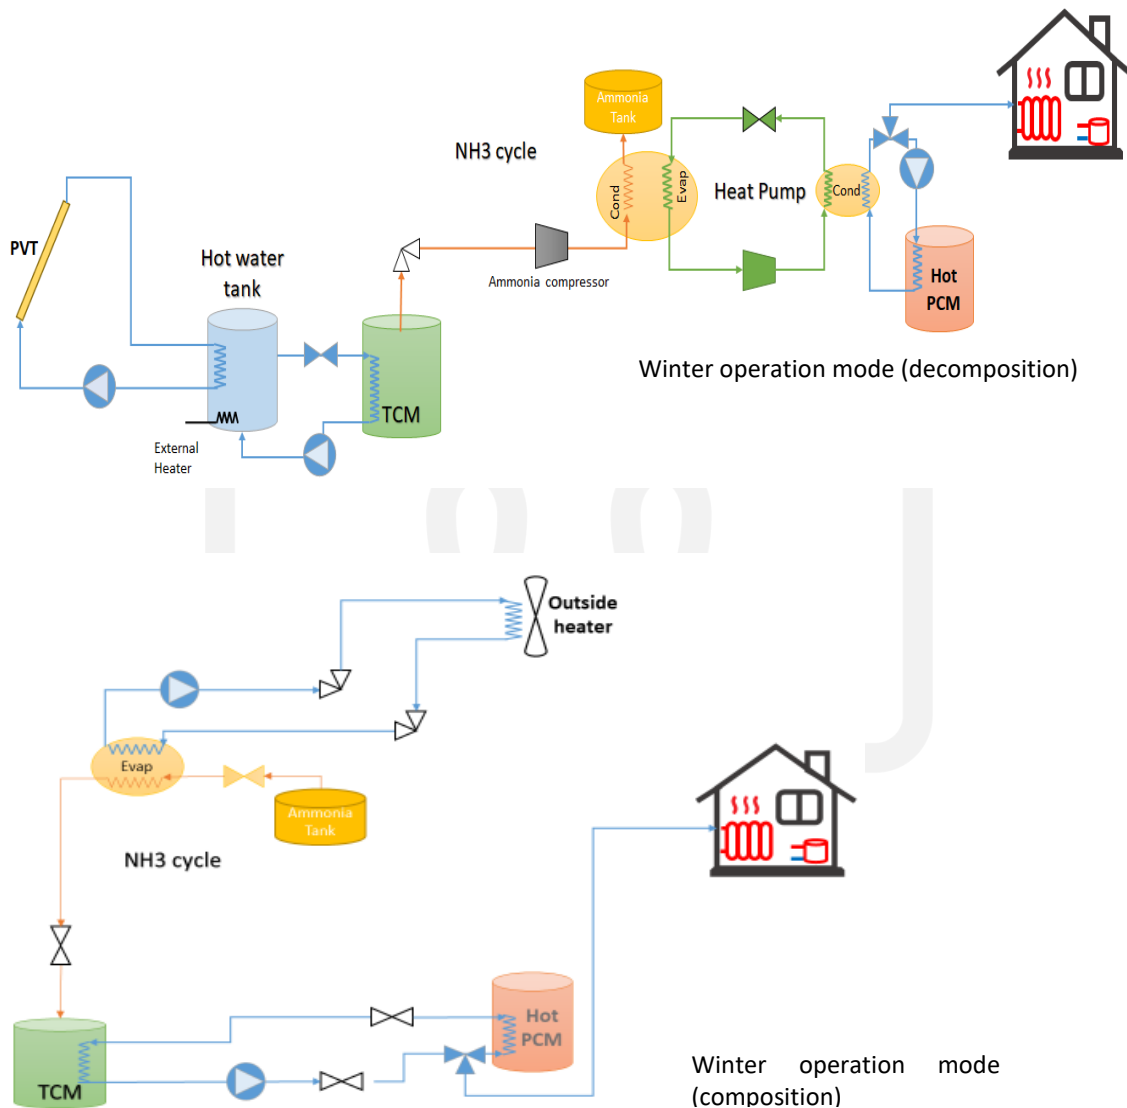 Ammonia
Tank
NH3 cycle
Cond
Evap
Heat Pump
Cond
PVT
Hot water
tank
Ammonia compressor
Hot
PCM
TCM
External
Heater
Winter operation mode (decomposition)
Outside
heater
Evap
Ammonia
Tank
NH3 cycle
Hot
PCM
TCM
Winter operation mode
(composition)